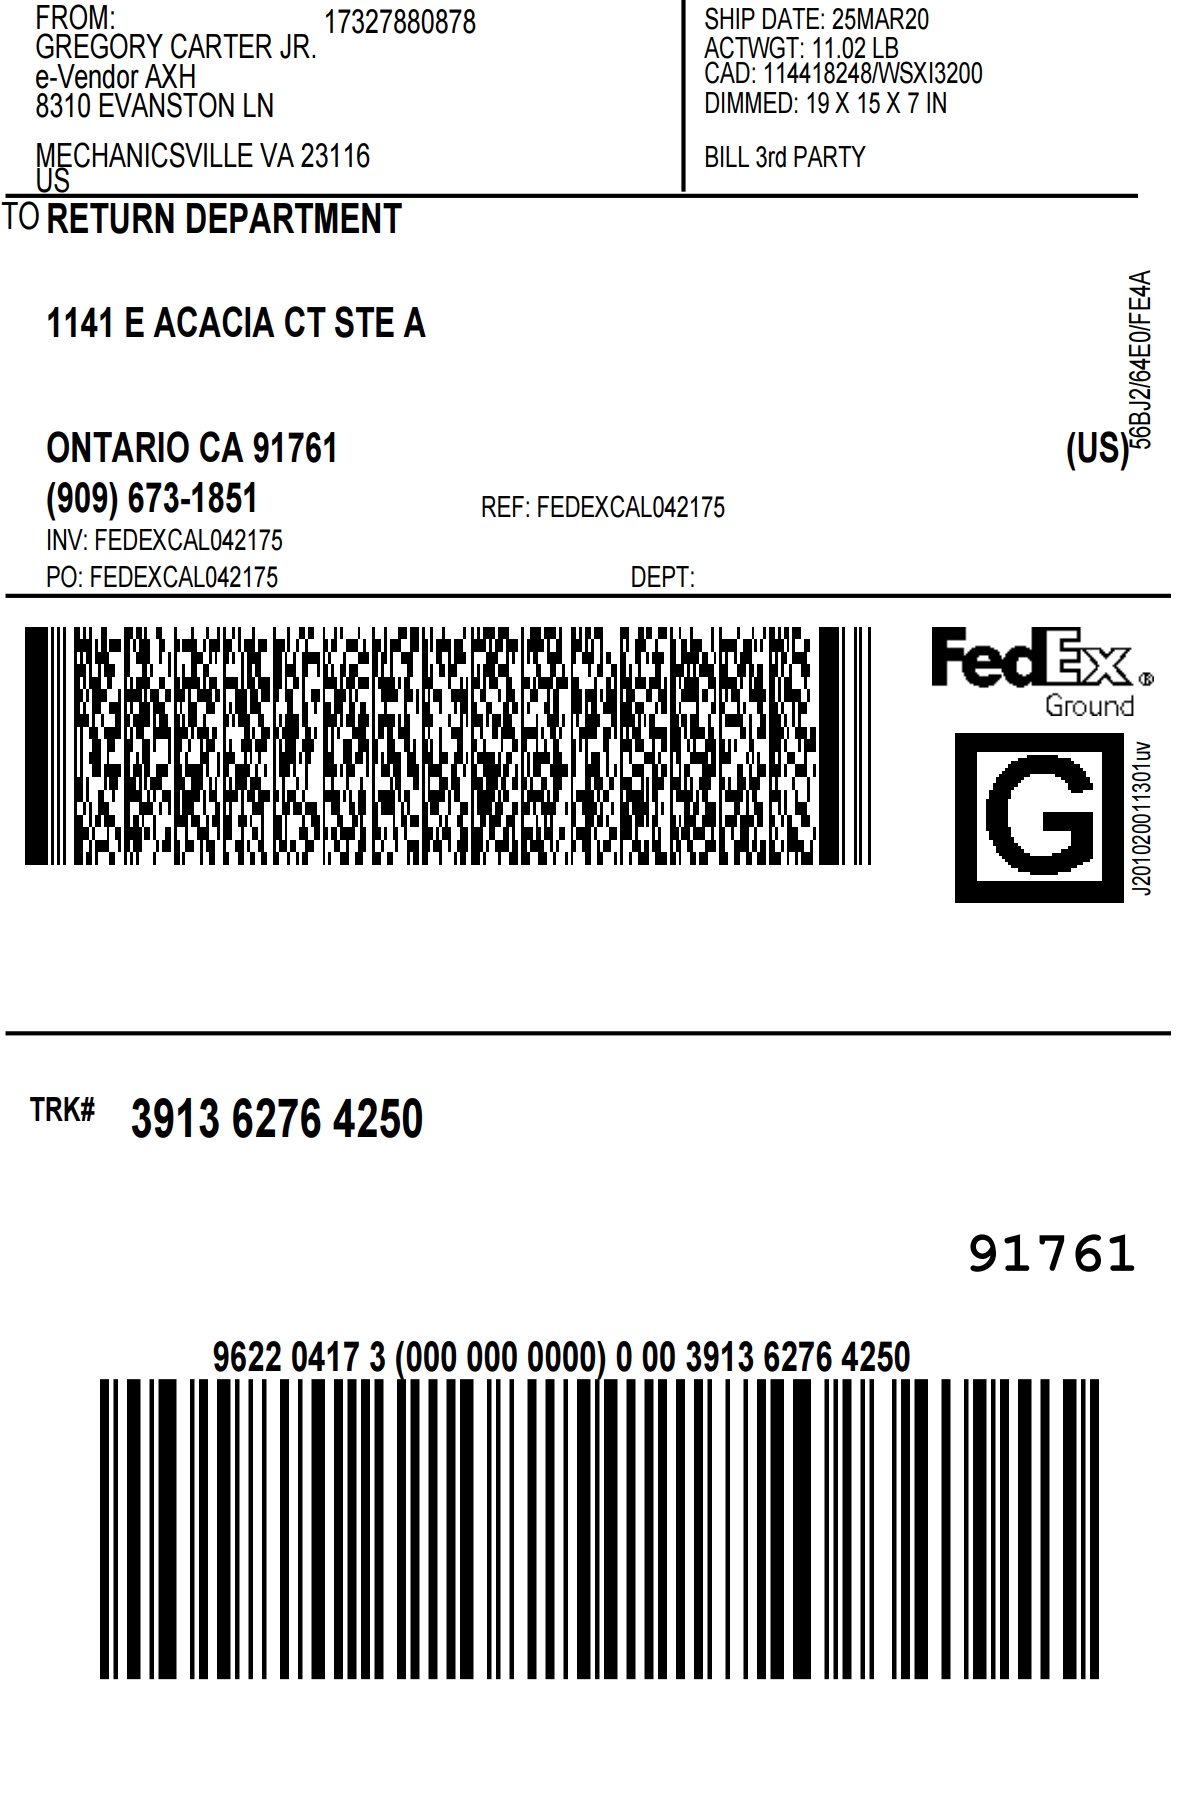 FROM:
17327880878
GREGORY CARTER JR.
e-Vendor AXH
8310 EVANSTON LN
MECHANICSVILLE VA 23116
US
SHIP DATE: 25MAR20
ACTWGT: 11.02 LB
CAD: 114418248/WSXI3200
DIMMED: 19 X 15 X 7 IN
BILL 3rd PARTY
TO RETURN DEPARTMENT
1141 E ACACIA CT STE A
ONTARIO CA 91761
(US)
(909) 673-1851
REF: FEDEXCAL042175
INV: FEDEXCAL042175
PO: FEDEXCAL042175
DEPT:
56BJ2/64E0/FE4A
FedEx®
Ground
G
J201020011301uv
TRK# 3913 6276 4250
91761
9622 0417 3 (000 000 0000) 0 00 3913 6276 4250